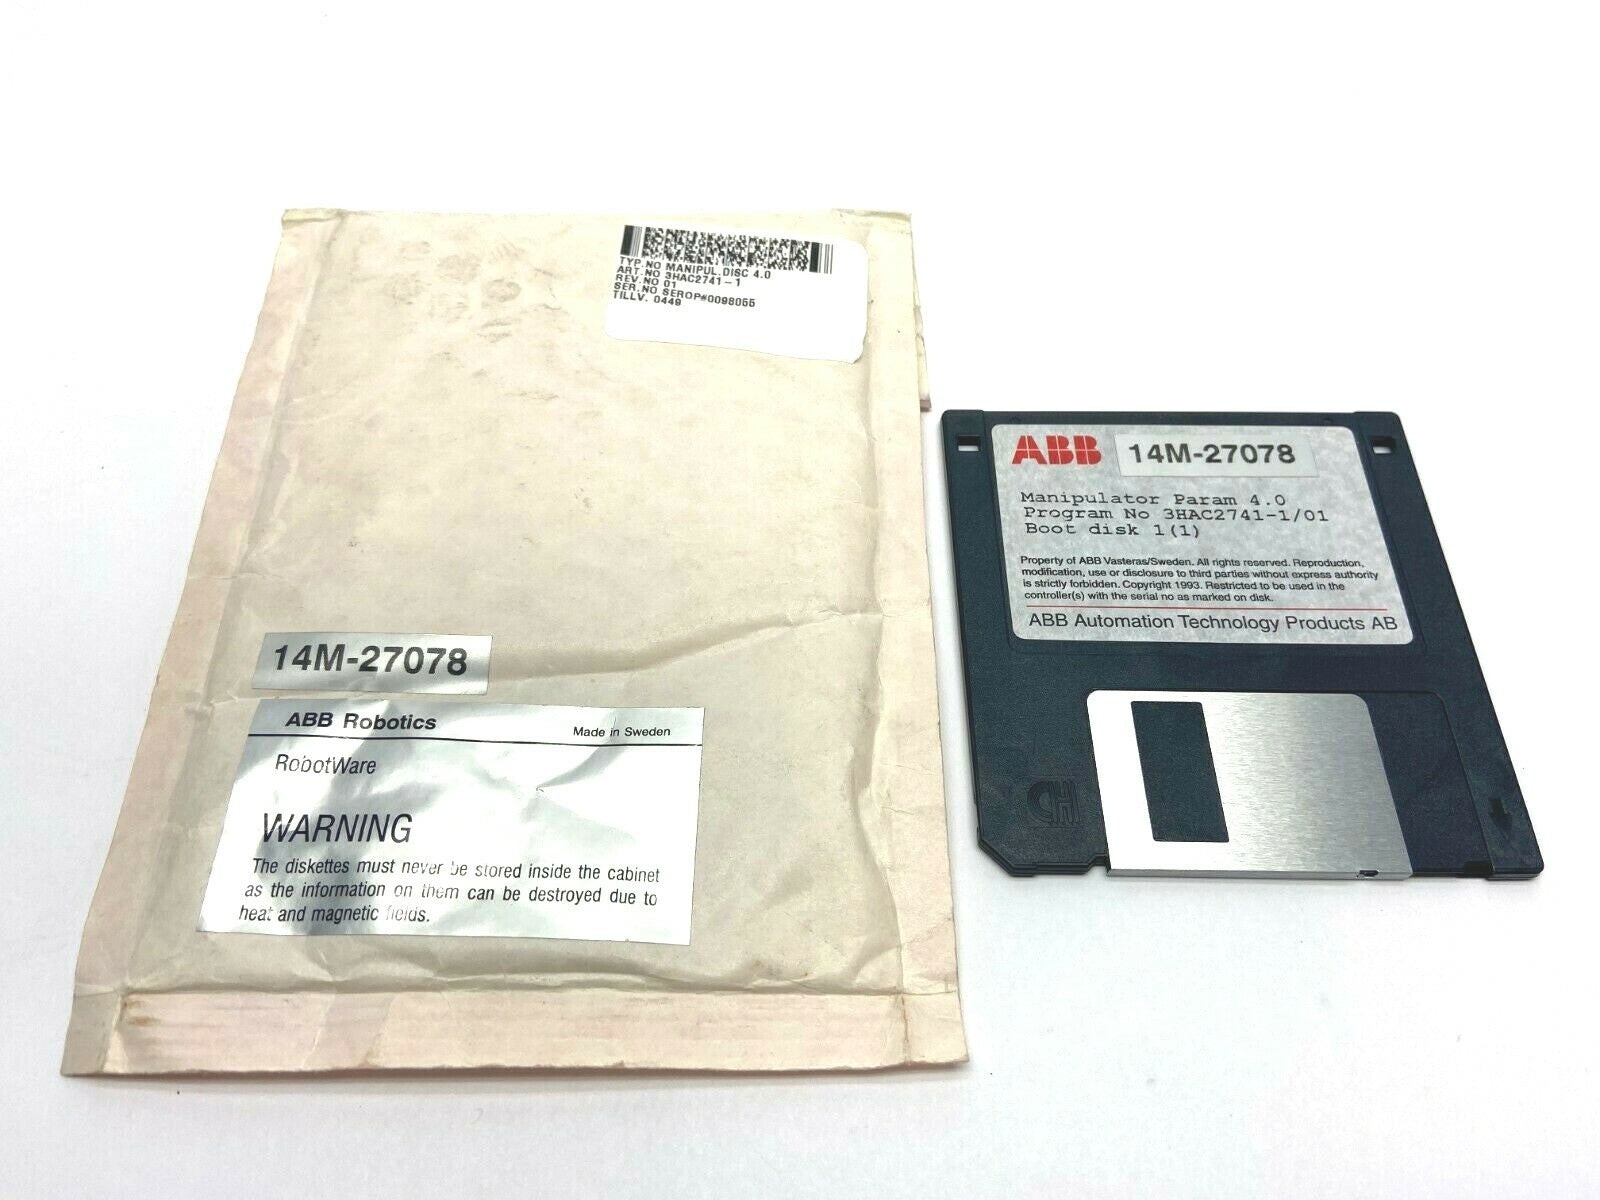 TYP.NO MANIPUL.DISC 4.0
ART.NO 3HAC2741-1
REV.NO 01
SER.NO SEROP#0098055
TILLV. 0449
14M-27078
ABB Robotics
Made in Sweden
RobotWare
WARNING
The diskettes must never be stored inside the cabinet
as the information on them can be destroyed due to
heat and magnetic fields.
ABB 14M-27078
Manipulator Param 4.0
Program No 3HAC2741-1/01
Boot disk 1(1)
Property of ABB Vasteras/Sweden. All rights reserved. Reproduction,
modification, use or disclosure to third parties without express authority
is strictly forbidden. Copyright 1993. Restricted to be used in the
controller(s) with the serial no as marked on disk.
ABB Automation Technology Products AB
CH